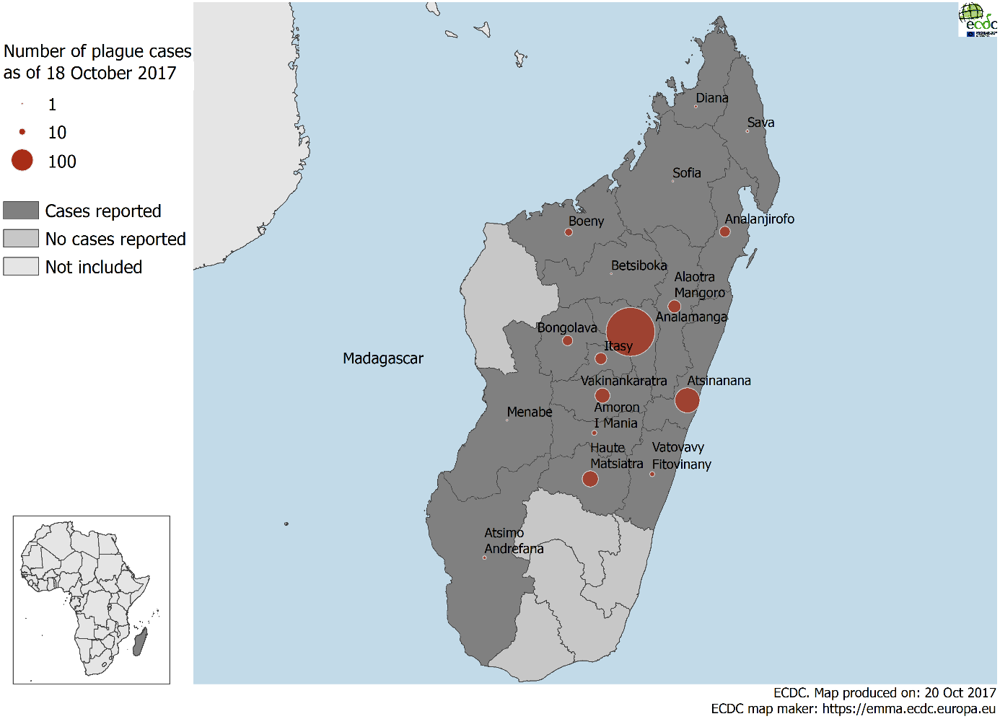 Number of plague cases
as of 18 October 2017
1
10
100
Cases reported
No cases reported
Not included
ecdc
Diana
Sava
Sofia
Analanjirofo
Boeny
Betsiboka
Alaotra
Mangoro
Analamanga
Bongolava
Itasy
Madagascar
Vakinankaratra
Atsinanana
Amoron
I Mania
Menabe
Haute
Matsiatra
Vatovavy
Fitovinany
Atsimo
Andrefana
ECDC. Map produced on: 20 Oct 2017
ECDC map maker: https://emma.ecdc.europa.eu